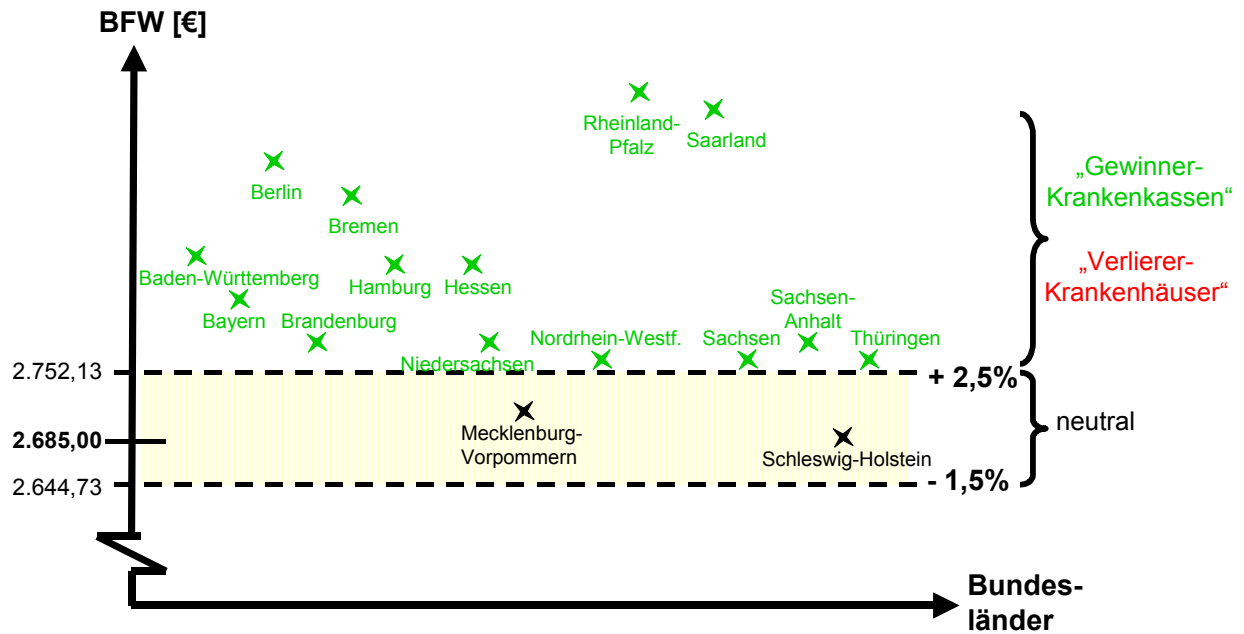 BFW [€]
Rheinland-
Pfalz
Saarland
Berlin
Bremen
„Gewinner-
Krankenkassen“
Baden-Württemberg
Hamburg
Hessen
„Verlierer-
Krankenhäuser“
Bayern
Brandenburg
Sachsen-
Anhalt
Nordrhein-Westf.
Sachsen
Thüringen
Niedersachsen
2.752,13
+ 2,5%
neutral
2.685,00
Mecklenburg-
Vorpommern
Schleswig-Holstein
2.644,73
- 1,5%
Bundes-
länder